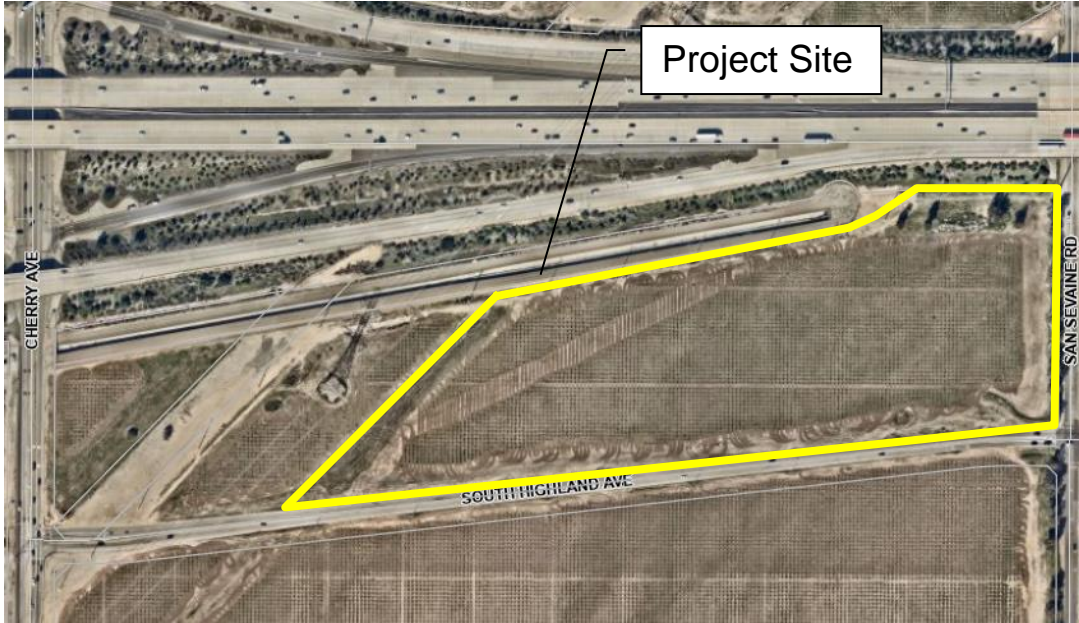 Project Site
CHERRY AVE
SAN SEVAINE RD
SOUTH HIGHLAND AVE